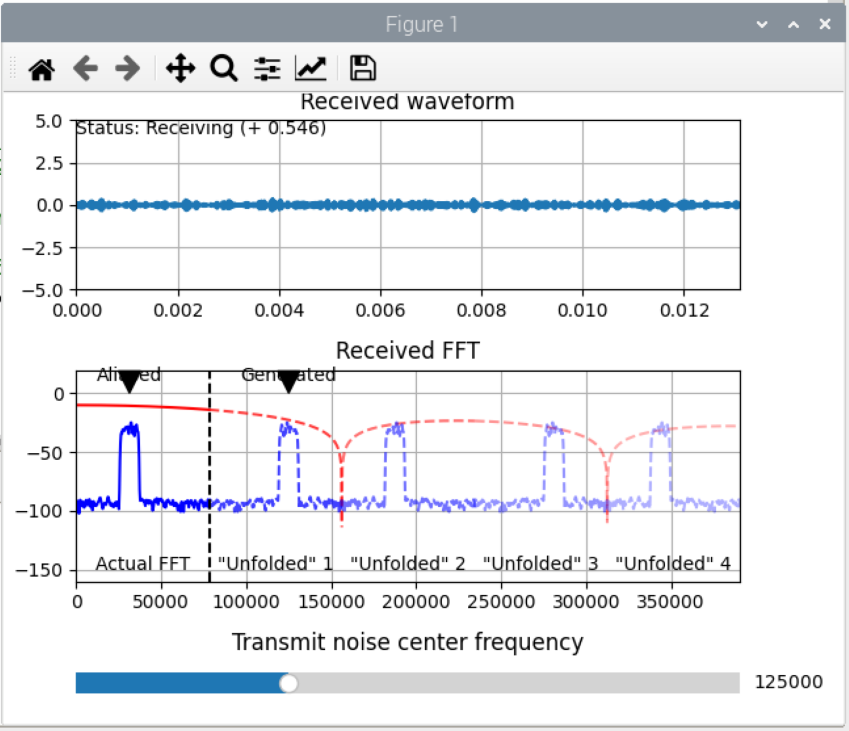 Figure 1
Received waveform
5.0
Status: Receiving (+ 0.546)
2.5
0.0
−2.5
−5.0
0.000 0.002 0.004 0.006 0.008 0.010 0.012
Received FFT
Generated
0
−50
−100
−150
Actual FFT "Unfolded" 1 "Unfolded" 2 "Unfolded" 3 "Unfolded" 4
0 50000 100000 150000 200000 250000 300000 350000
Transmit noise center frequency
125000